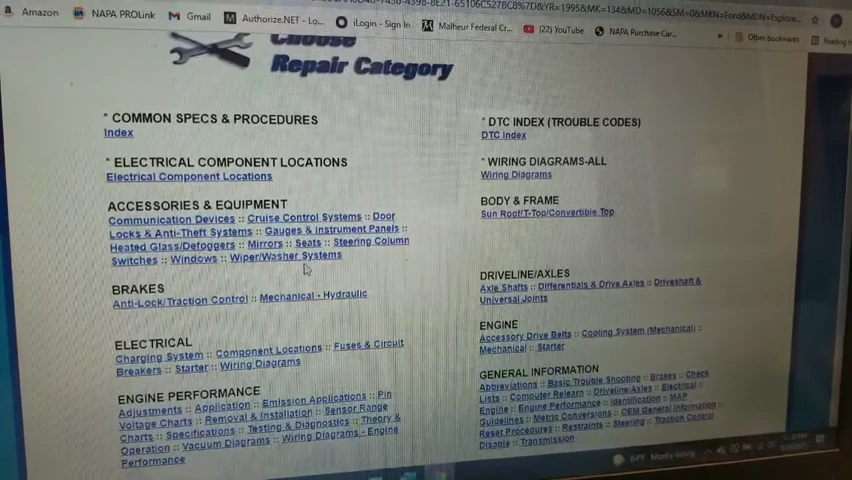 Amazon NAPA PROLink Gmail Authorize.NET - Lo... iLogin - Sign In Malheur Federal Cr... (22) YouTube NAPA Purchase Car... » Other bookmarks Reading
Choose
Repair Category
* COMMON SPECS & PROCEDURES
Index
* ELECTRICAL COMPONENT LOCATIONS
Electrical Component Locations
ACCESSORIES & EQUIPMENT
Communication Devices :: Cruise Control Systems :: Door
Locks & Anti-Theft Systems :: Gauges & Instrument Panels ::
Heated Glass/Defoggers :: Mirrors :: Seats :: Steering Column
Switches :: Windows :: Wiper/Washer Systems
BRAKES
Anti-Lock/Traction Control :: Mechanical - Hydraulic
ELECTRICAL
Charging System :: Component Locations :: Fuses & Circuit
Breakers :: Starter :: Wiring Diagrams
ENGINE PERFORMANCE
Adjustments :: Application :: Emission Applications :: Pin
Voltage Charts :: Removal & Installation :: Sensor Range
Charts :: Specifications :: Testing & Diagnostics :: Theory &
Operation :: Vacuum Diagrams :: Wiring Diagrams - Engine
Performance
* DTC INDEX (TROUBLE CODES)
DTC Index
* WIRING DIAGRAMS-ALL
Wiring Diagrams
BODY & FRAME
Sun Roof/T-Top/Convertible Top
DRIVELINE/AXLES
Axle Shafts :: Differentials & Drive Axles :: Driveshaft &
Universal Joints
ENGINE
Accessory Drive Belts :: Cooling System (Mechanical) ::
Mechanical :: Starter
GENERAL INFORMATION
Abbreviations :: Basic Trouble Shooting :: Brakes :: Check
Lists :: Computer Relearn :: Driveline/Axles :: Electrical ::
Engine :: Engine Performance :: Identification :: MAP
Guidelines :: Metric Conversions :: OEM General Information ::
Reset Procedures :: Restraints :: Steering :: Traction Control
Disable :: Transmission
64°F Mostly sunny